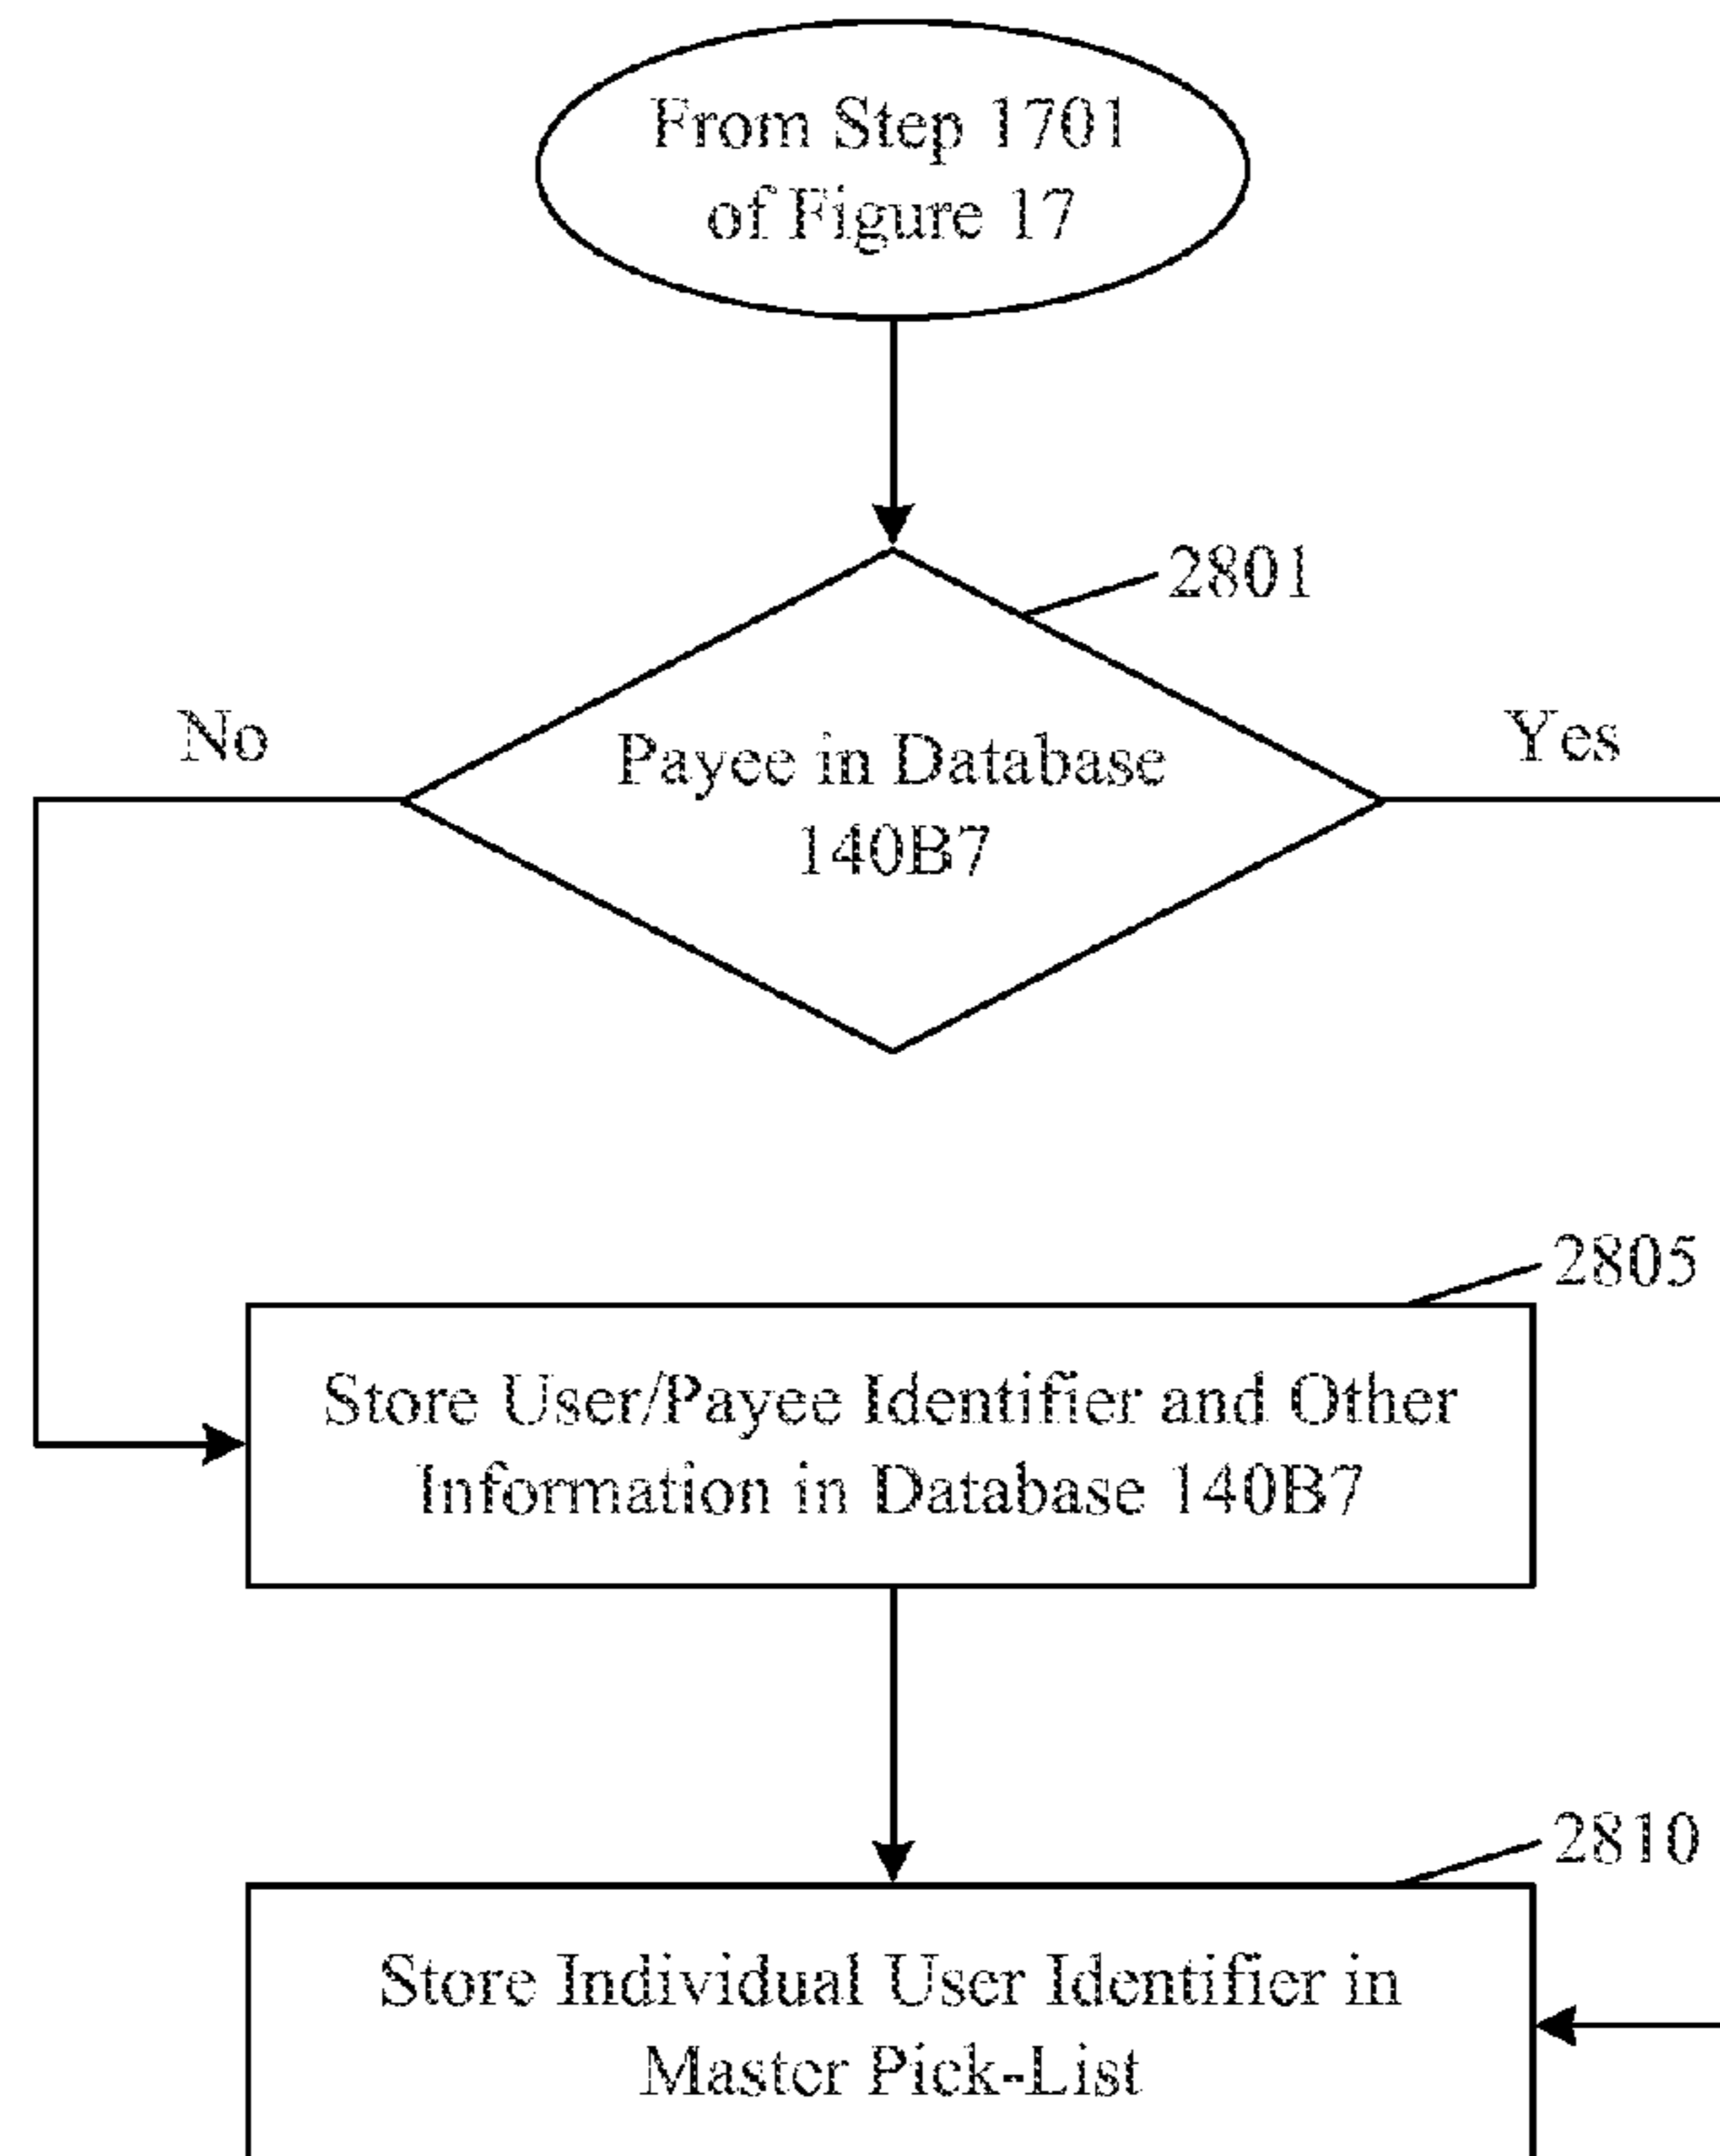 From Step 1701
of Figure 17
2801
No
Yes
Payee in Database
140B7
2805
Store User/Payee Identifier and Other
Information in Database 140B7
2810
Store Individual User Identifier in
Master Pick-List